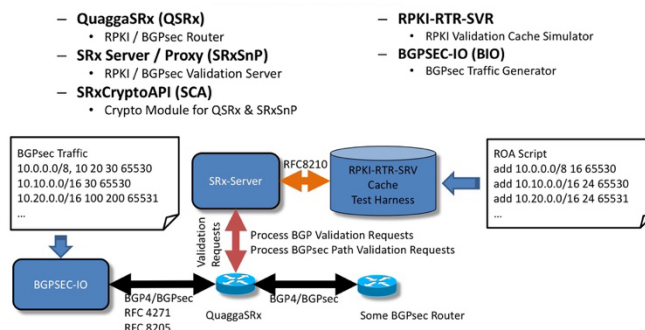 – QuaggaSRx (QSRx)
• RPKI / BGPsec Router
– SRx Server / Proxy (SRxSnP)
• RPKI / BGPsec Validation Server
– SRxCryptoAPI (SCA)
• Crypto Module for QSRx & SRxSnP
– RPKI-RTR-SVR
• RPKI Validation Cache Simulator
– BGPSEC-IO (BIO)
• BGPsec Traffic Generator
BGPsec Traffic
10.0.0.0/8, 10 20 30 65530
10.10.0.0/16 30 65530
10.20.0.0/16 100 200 65531
...
SRx-Server
RFC8210
RPKI-RTR-SRV
Cache
Test Harness
ROA Script
add 10.0.0.0/8 16 65530
add 10.10.0.0/16 24 65530
add 10.20.0.0/16 24 65531
...
Validation
Requests
Process BGP Validation Requests
Process BGPsec Path Validation Requests
BGPSEC-IO
BGP4/BGPsec
RFC 4271
RFC 8205
QuaggaSRx
BGP4/BGPsec
Some BGPsec Router